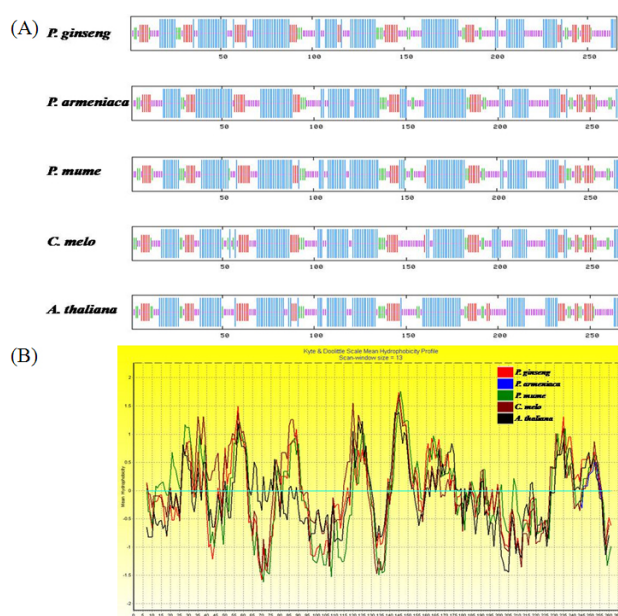 (A)
P. ginseng
50 100 150 200 250
P. armeniaca
50 100 150 200 250
P. mume
50 100 150 200 250
C. melo
50 100 150 200 250
A. thaliana
50 100 150 200 250
(B)
Kyte & Doolittle Scale Mean Hydrophobicity Profile
Scan-window size = 13
P. ginseng
P. armeniaca
P. mume
C. melo
A. thaliana
Mean Hydrophobicity
2
1.5
1
0.5
0
-0.5
-1
-1.5
-2